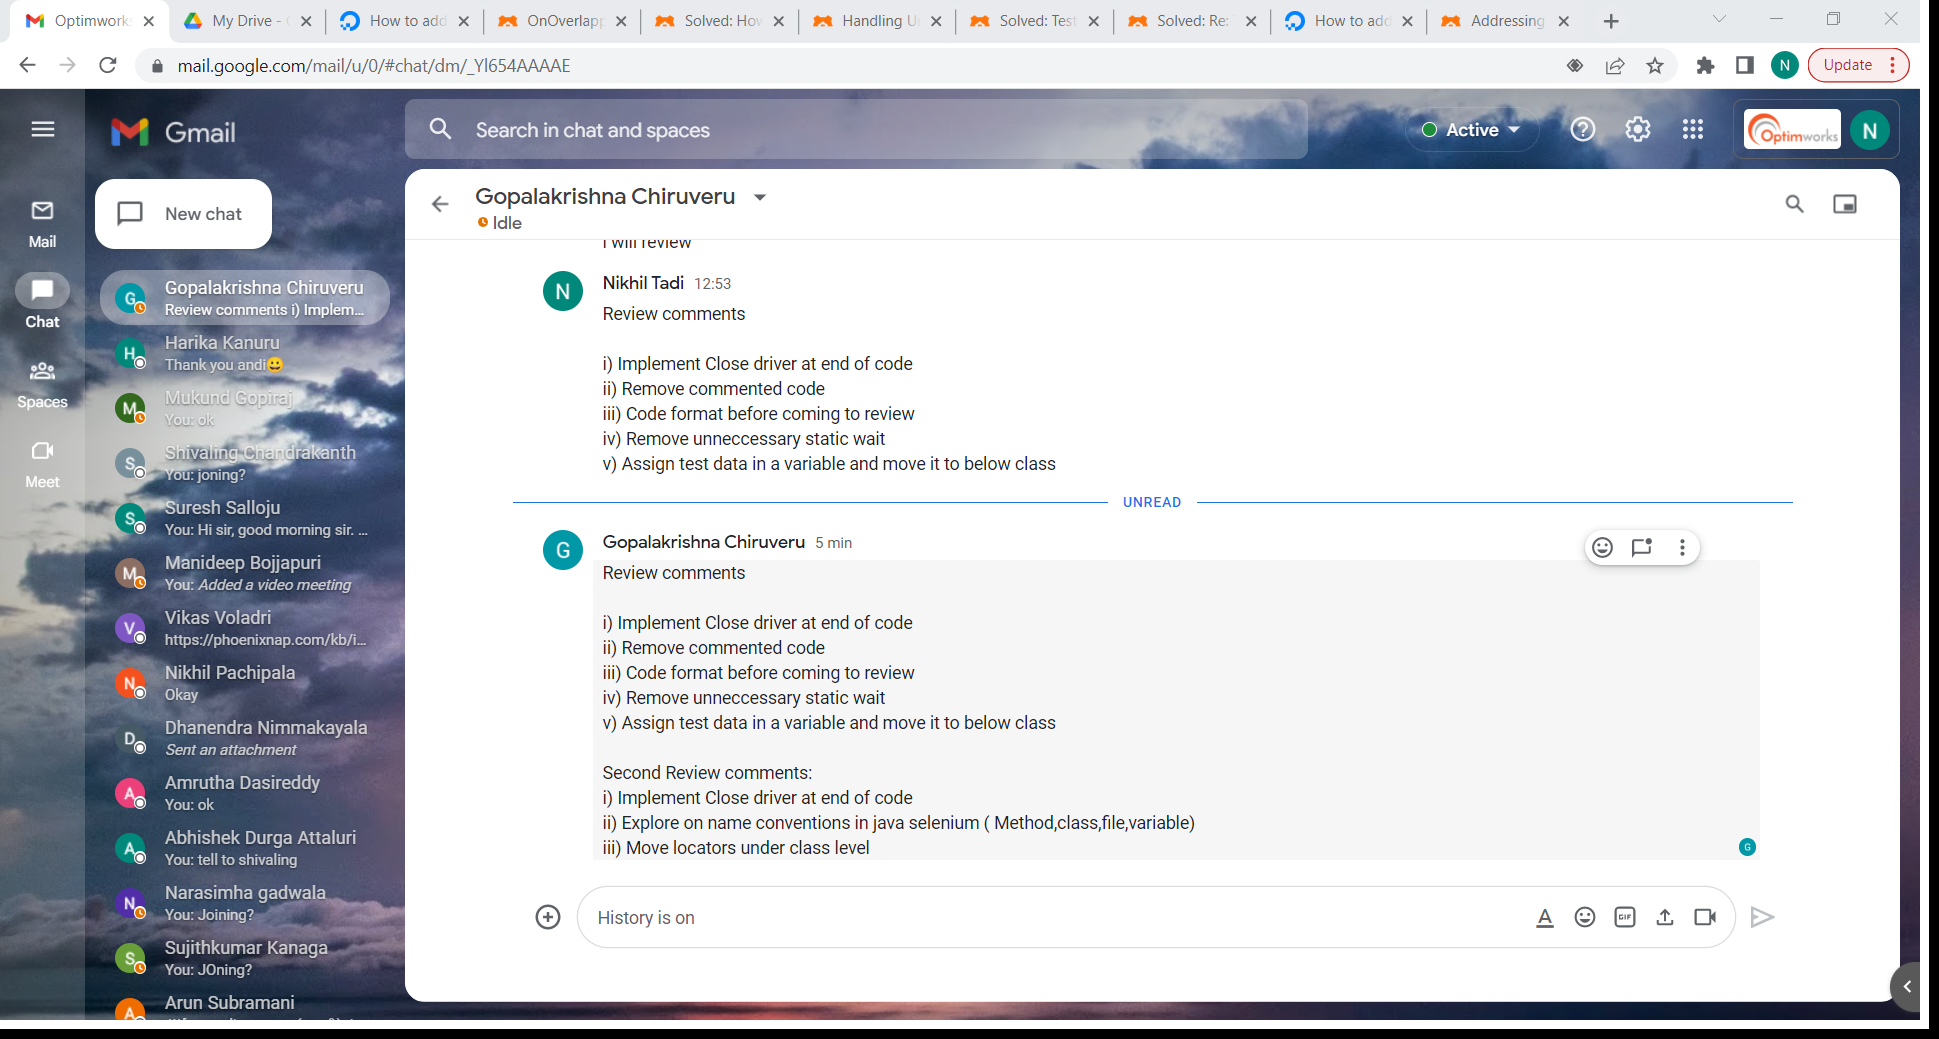 Optimworks
My Drive -
How to add
OnOverlapp
Solved: How
Handling U
Solved: Test
Solved: Re:
How to add
Addressing
mail.google.com/mail/u/0/#chat/dm/_Yl654AAAAE
N
Update
Gmail
Search in chat and spaces
Active
Optimworks
N
Mail
Chat
Spaces
Meet
New chat
G
Gopalakrishna Chiruveru
Review comments i) Implem...
H
Harika Kanuru
Thank you andi😀
M
Mukund Gopiraj
You: ok
S
Shivaling Chandrakanth
You: joning?
S
Suresh Salloju
You: Hi sir, good morning sir. ...
M
Manideep Bojjapuri
You: Added a video meeting
V
Vikas Voladri
https://phoenixnap.com/kb/i...
N
Nikhil Pachipala
Okay
D
Dhanendra Nimmakayala
Sent an attachment
A
Amrutha Dasireddy
You: ok
A
Abhishek Durga Attaluri
You: tell to shivaling
N
Narasimha gadwala
You: Joining?
S
Sujithkumar Kanaga
You: JOning?
A
Arun Subramani
Gopalakrishna Chiruveru
Idle
I will review
N
Nikhil Tadi 12:53
Review comments
i) Implement Close driver at end of code
ii) Remove commented code
iii) Code format before coming to review
iv) Remove unneccessary static wait
v) Assign test data in a variable and move it to below class
UNREAD
G
Gopalakrishna Chiruveru 5 min
Review comments
i) Implement Close driver at end of code
ii) Remove commented code
iii) Code format before coming to review
iv) Remove unneccessary static wait
v) Assign test data in a variable and move it to below class
Second Review comments:
i) Implement Close driver at end of code
ii) Explore on name conventions in java selenium ( Method,class,file,variable)
iii) Move locators under class level
G
History is on
GIF